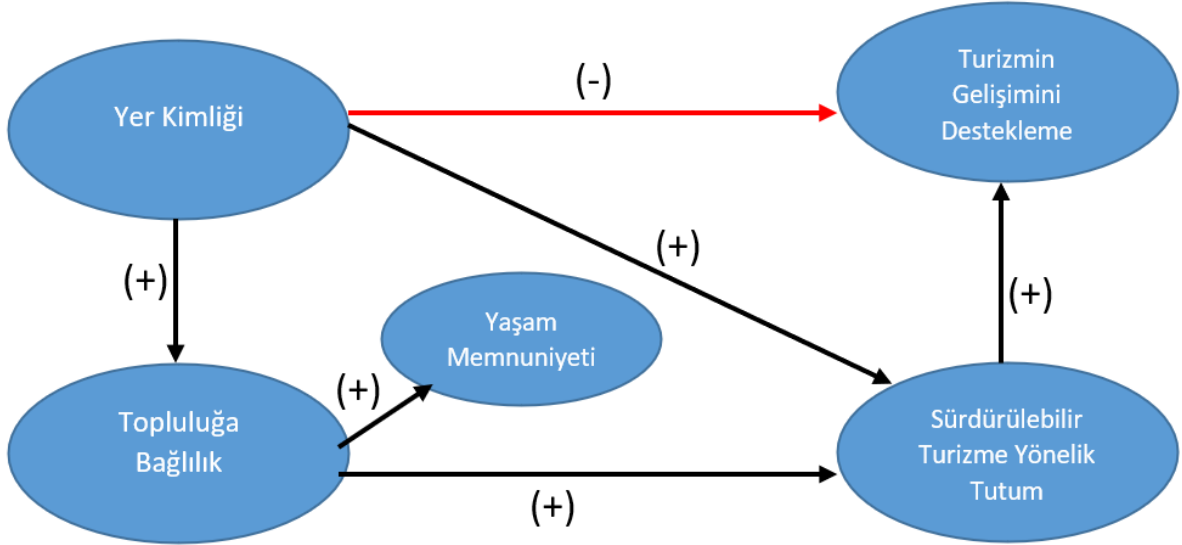 Yer Kimliği
(-)
Turizmin
Gelişimini
Destekleme
(+)
(+)
(+)
Yaşam
Memnuniyeti
(+)
Topluluğa
Bağlılık
(+)
Sürdürülebilir
Turizme Yönelik
Tutum